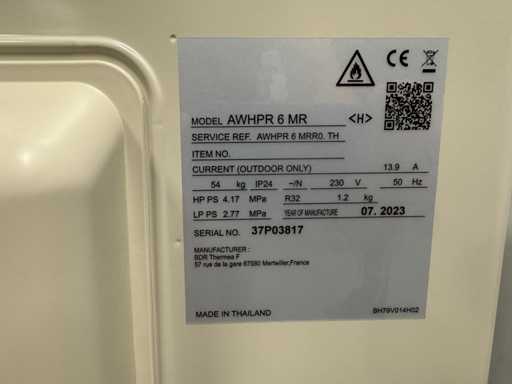 CE
MODEL AWHPR 6 MR <H>
SERVICE REF. AWHPR 6 MRR0. TH
ITEM NO.
CURRENT (OUTDOOR ONLY) 13.9 A
54 kg IP24 ~/N 230 V 50 Hz
HP PS 4.17 MPa R32 1.2 kg
LP PS 2.77 MPa YEAR OF MANUFACTURE 07. 2023
SERIAL NO. 37P03817
MANUFACTURER :
BDR Thermea F
57 rue de la gare 67580 Mertwiller,France
MADE IN THAILAND BH79V014H02